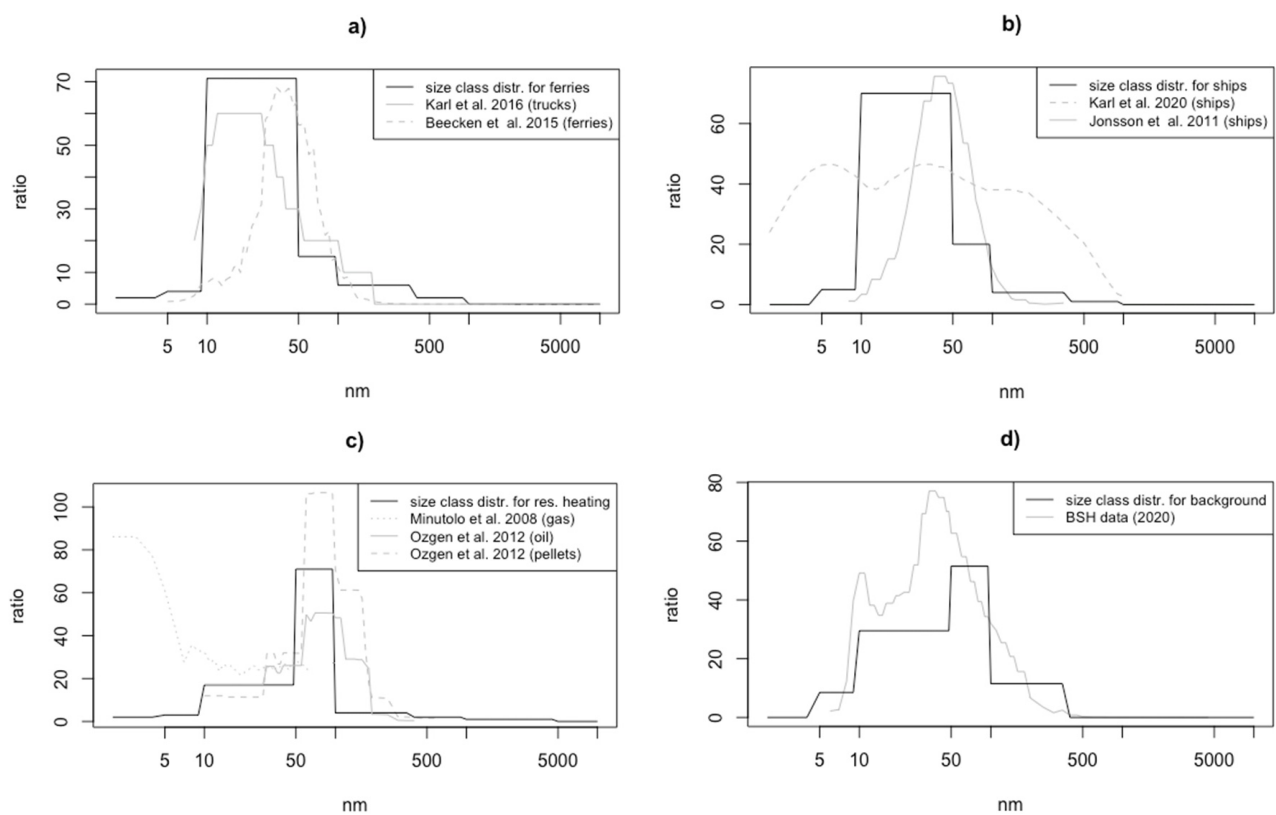 a)
70
50
30
10
0
ratio
size class distr. for ferries
Karl et al. 2016 (trucks)
Beecken et al. 2015 (ferries)
5 10 50 500 5000
nm
b)
60
40
20
0
ratio
size class distr. for ships
Karl et al. 2020 (ships)
Jonsson et al. 2011 (ships)
5 10 50 500 5000
nm
c)
100
80
60
40
20
0
ratio
size class distr. for res. heating
Minutolo et al. 2008 (gas)
Ozgen et al. 2012 (oil)
Ozgen et al. 2012 (pellets)
5 10 50 500 5000
nm
d)
80
60
40
20
0
ratio
size class distr. for background
BSH data (2020)
5 10 50 500 5000
nm